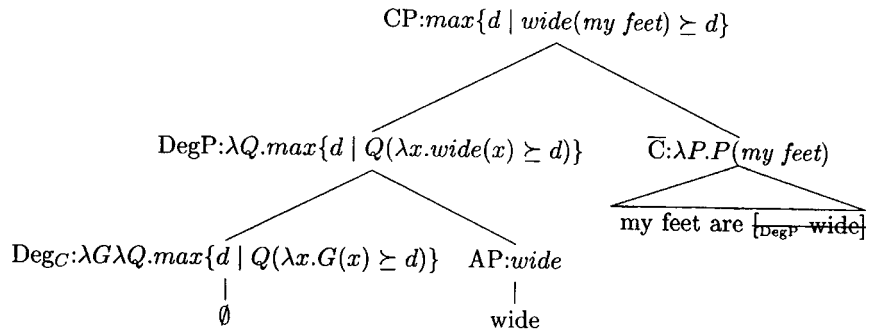 CP:max{d | wide(my feet) ⪰ d}
DegP:λQ.max{d | Q(λx.wide(x) ⪰ d)}
C̅:λP.P(my feet)
my feet are [DegP wide]
Deg_C:λGλQ.max{d | Q(λx.G(x) ⪰ d)}
AP:wide
∅
wide